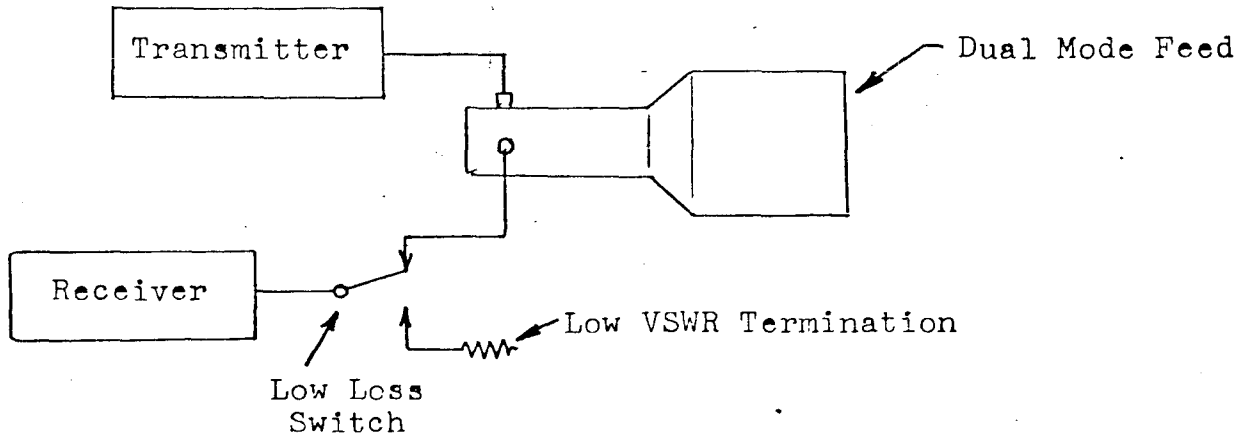 Transmitter
Dual Mode Feed
Receiver
Low VSWR Termination
Low Loss
Switch